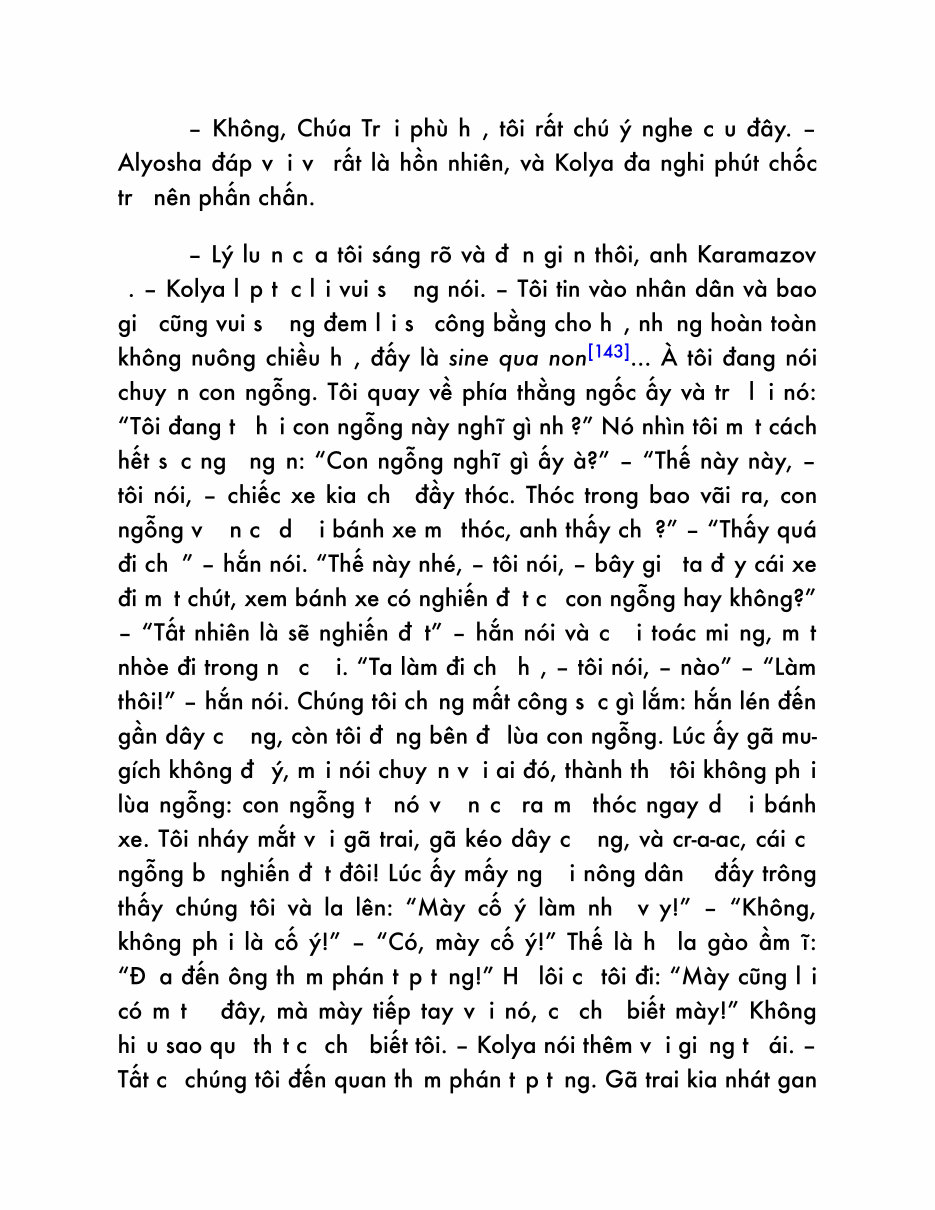 – Không, Chúa Tr i phù h , tôi rất chú ý nghe c u đây. –
Alyosha đáp v i v  rất là hồn nhiên, và Kolya đa nghi phút chốc
tr  nên phấn chấn.
– Lý lu n c a tôi sáng rõ và đ n gi n thôi, anh Karamazov
 . – Kolya l p t c l i vui s  ng nói. – Tôi tin vào nhân dân và bao
gi  cũng vui s  ng đem l i s  công bằng cho h , nh ng hoàn toàn
không nuông chiều h , đấy là sine qua non[143]... À tôi đang nói
chuy n con ngỗng. Tôi quay về phía thằng ngốc ấy và tr  l i nó:
“Tôi đang t  h i con ngỗng này nghĩ gì nh ?” Nó nhìn tôi m t cách
hết s c ng  ng n: “Con ngỗng nghĩ gì ấy à?” – “Thế này này, –
tôi nói, – chiếc xe kia ch  đầy thóc. Thóc trong bao vãi ra, con
ngỗng v  n c  d  i bánh xe m  thóc, anh thấy ch ?” – “Thấy quá
đi ch ” – hắn nói. “Thế này nhé, – tôi nói, – bây gi  ta đ y cái xe
đi m t chút, xem bánh xe có nghiến đ t c  con ngỗng hay không?”
– “Tất nhiên là sẽ nghiến đ t” – hắn nói và c  i toác mi ng, m t
nhòe đi trong n  c  i. “Ta làm đi ch  h , – tôi nói, – nào” – “Làm
thôi!” – hắn nói. Chúng tôi ch ng mất công s c gì lắm: hắn lén đến
gần dây c  ng, còn tôi đ ng bên đ  lùa con ngỗng. Lúc ấy gã mu-
gích không đ  ý, m i nói chuy n v i ai đó, thành th  tôi không ph i
lùa ngỗng: con ngỗng t  nó v  n c  ra m  thóc ngay d  i bánh
xe. Tôi nháy mắt v i gã trai, gã kéo dây c  ng, và cr-a-ac, cái c 
ngỗng b  nghiến đ t đôi! Lúc ấy mấy ng  i nông dân   đấy trông
thấy chúng tôi và la lên: “Mày cố ý làm nh  v y!” – “Không,
không ph i là cố ý!” – “Có, mày cố ý!” Thế là h  la gào ầm ĩ:
“Đ a đến ông th m phán t p t ng!” H  lôi c  tôi đi: “Mày cũng l i
có m t   đây, mà mày tiếp tay v i nó, c  ch  biết mày!” Không
hi u sao qu  th t c  ch  biết tôi. – Kolya nói thêm v i gi ng t  ái. –
Tất c  chúng tôi đến quan th m phán t p t ng. Gã trai kia nhát gan